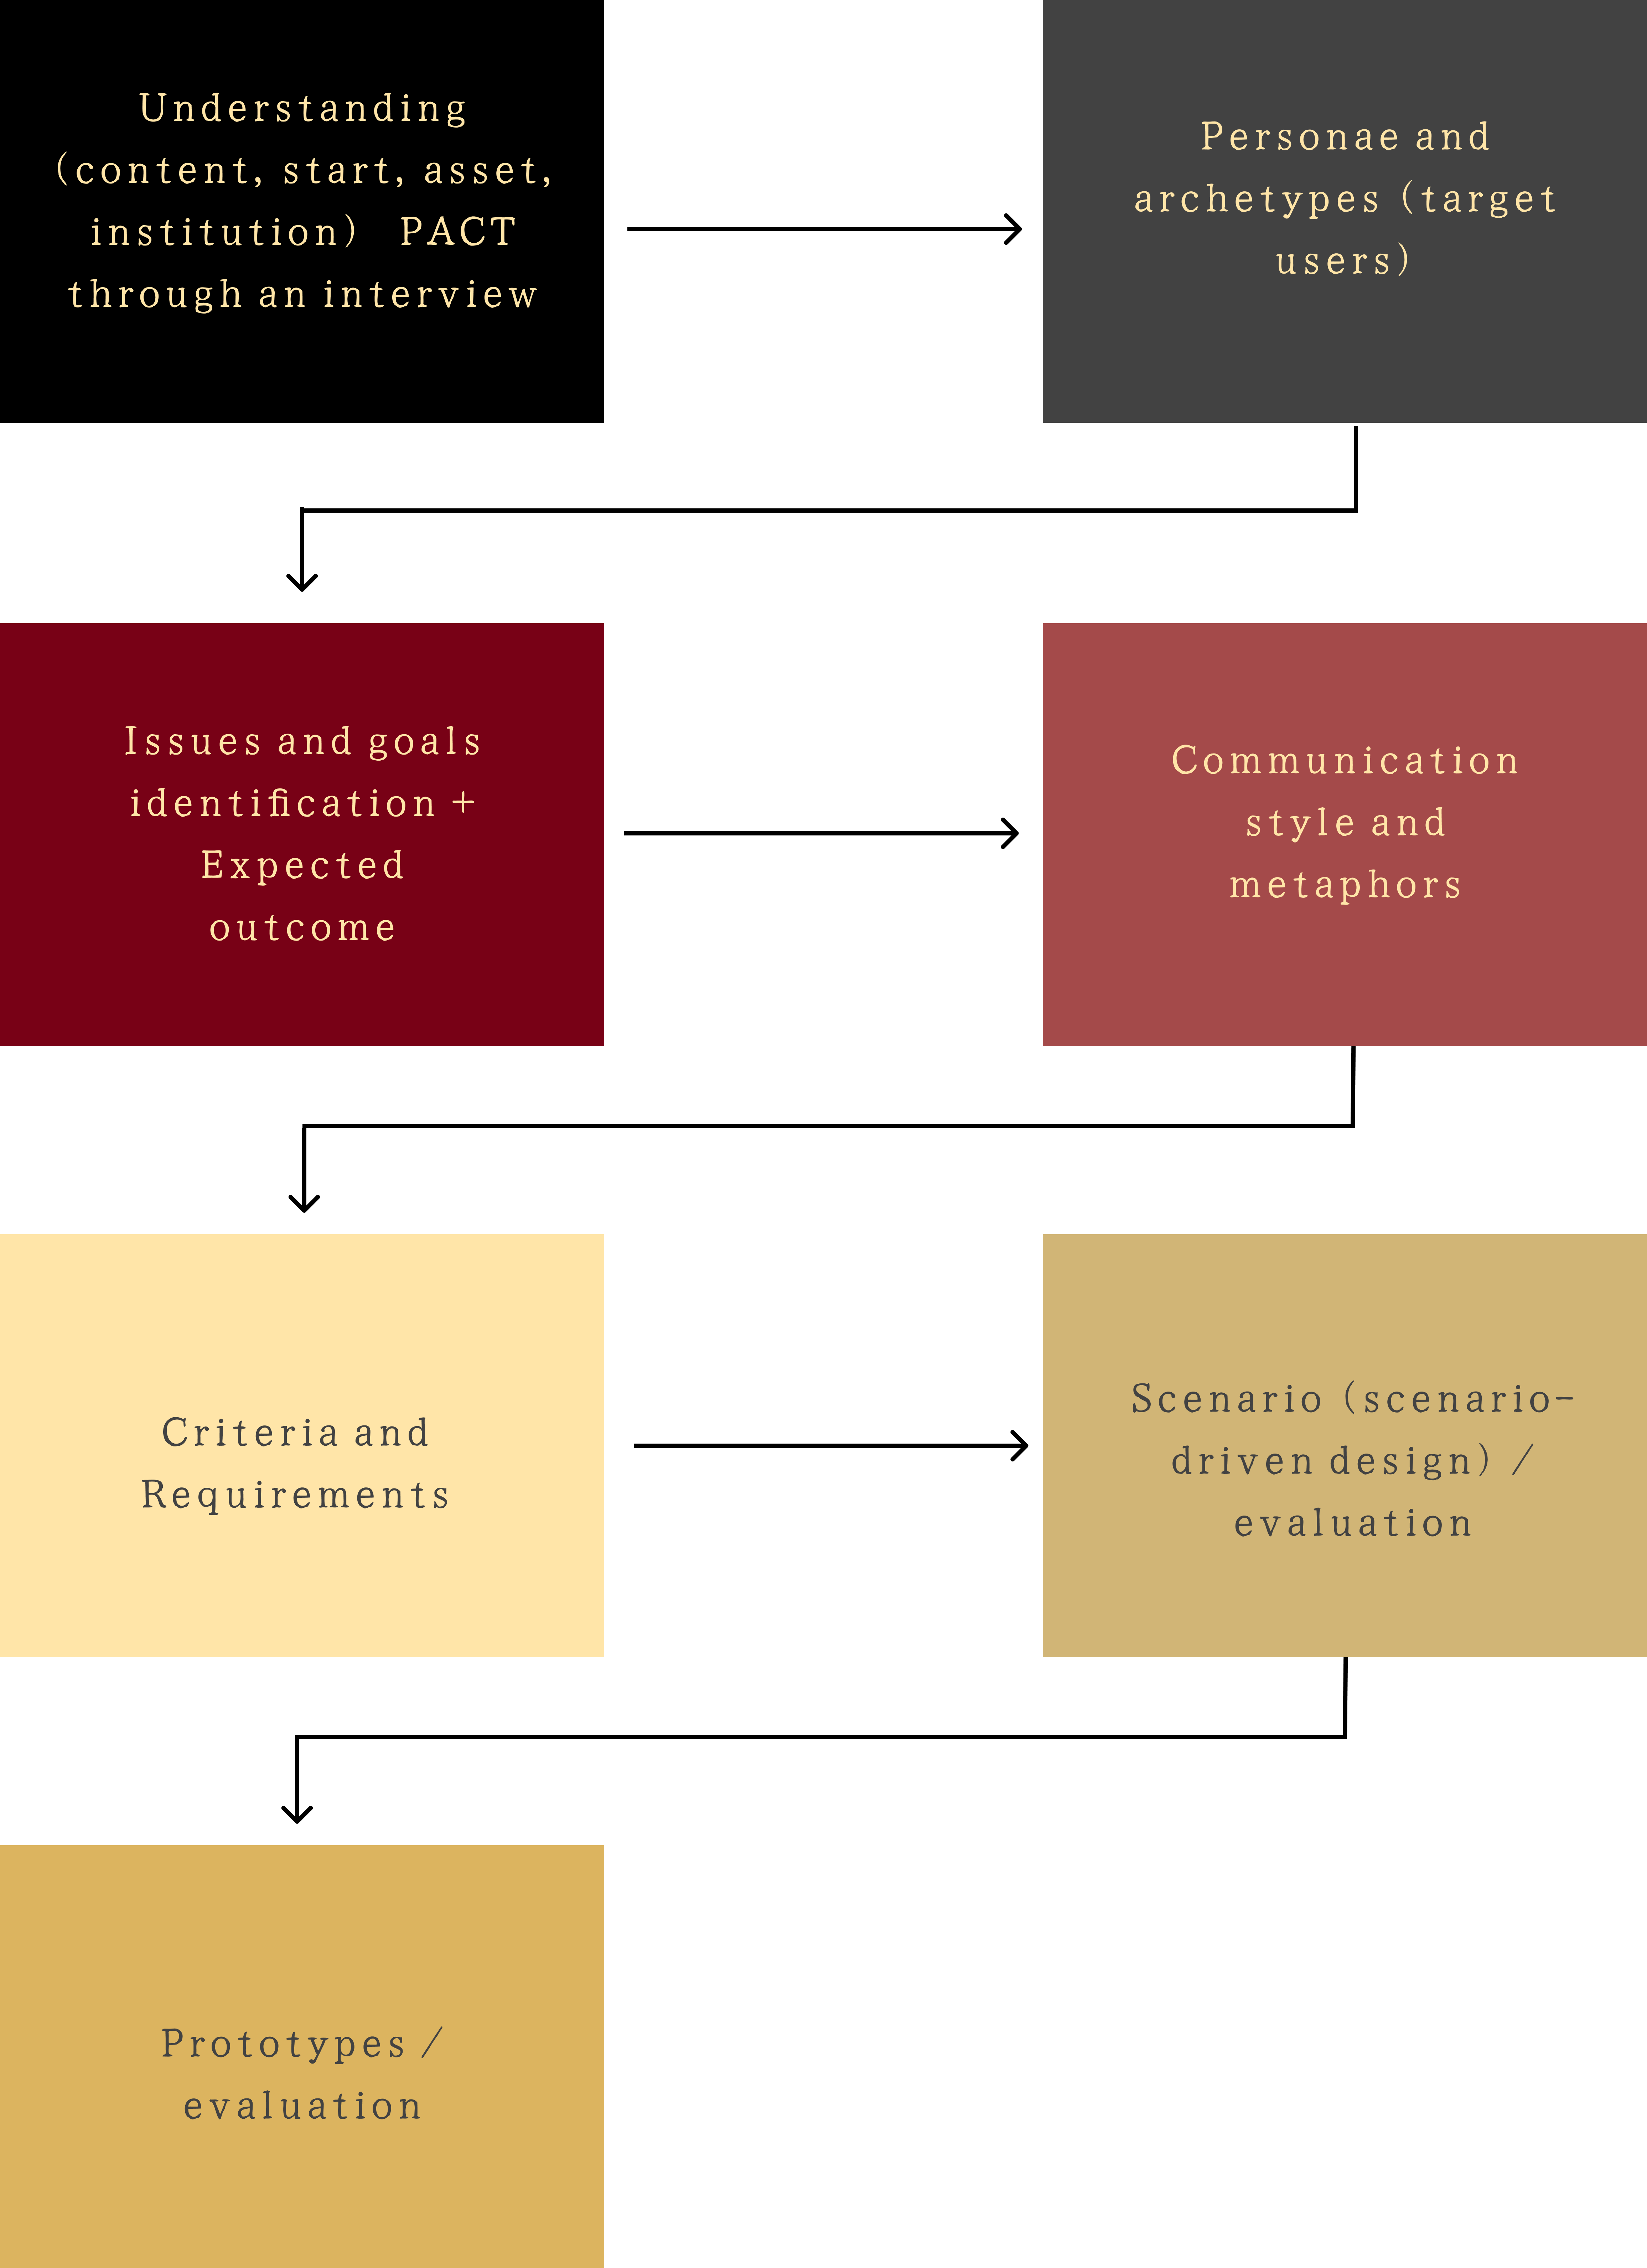 Understanding
(content, start, asset,
institution) PACT
through an interview
Personae and
archetypes (target
users)
Issues and goals
identification +
Expected
outcome
Communication
style and
metaphors
Criteria and
Requirements
Scenario (scenario-
driven design) /
evaluation
Prototypes /
evaluation